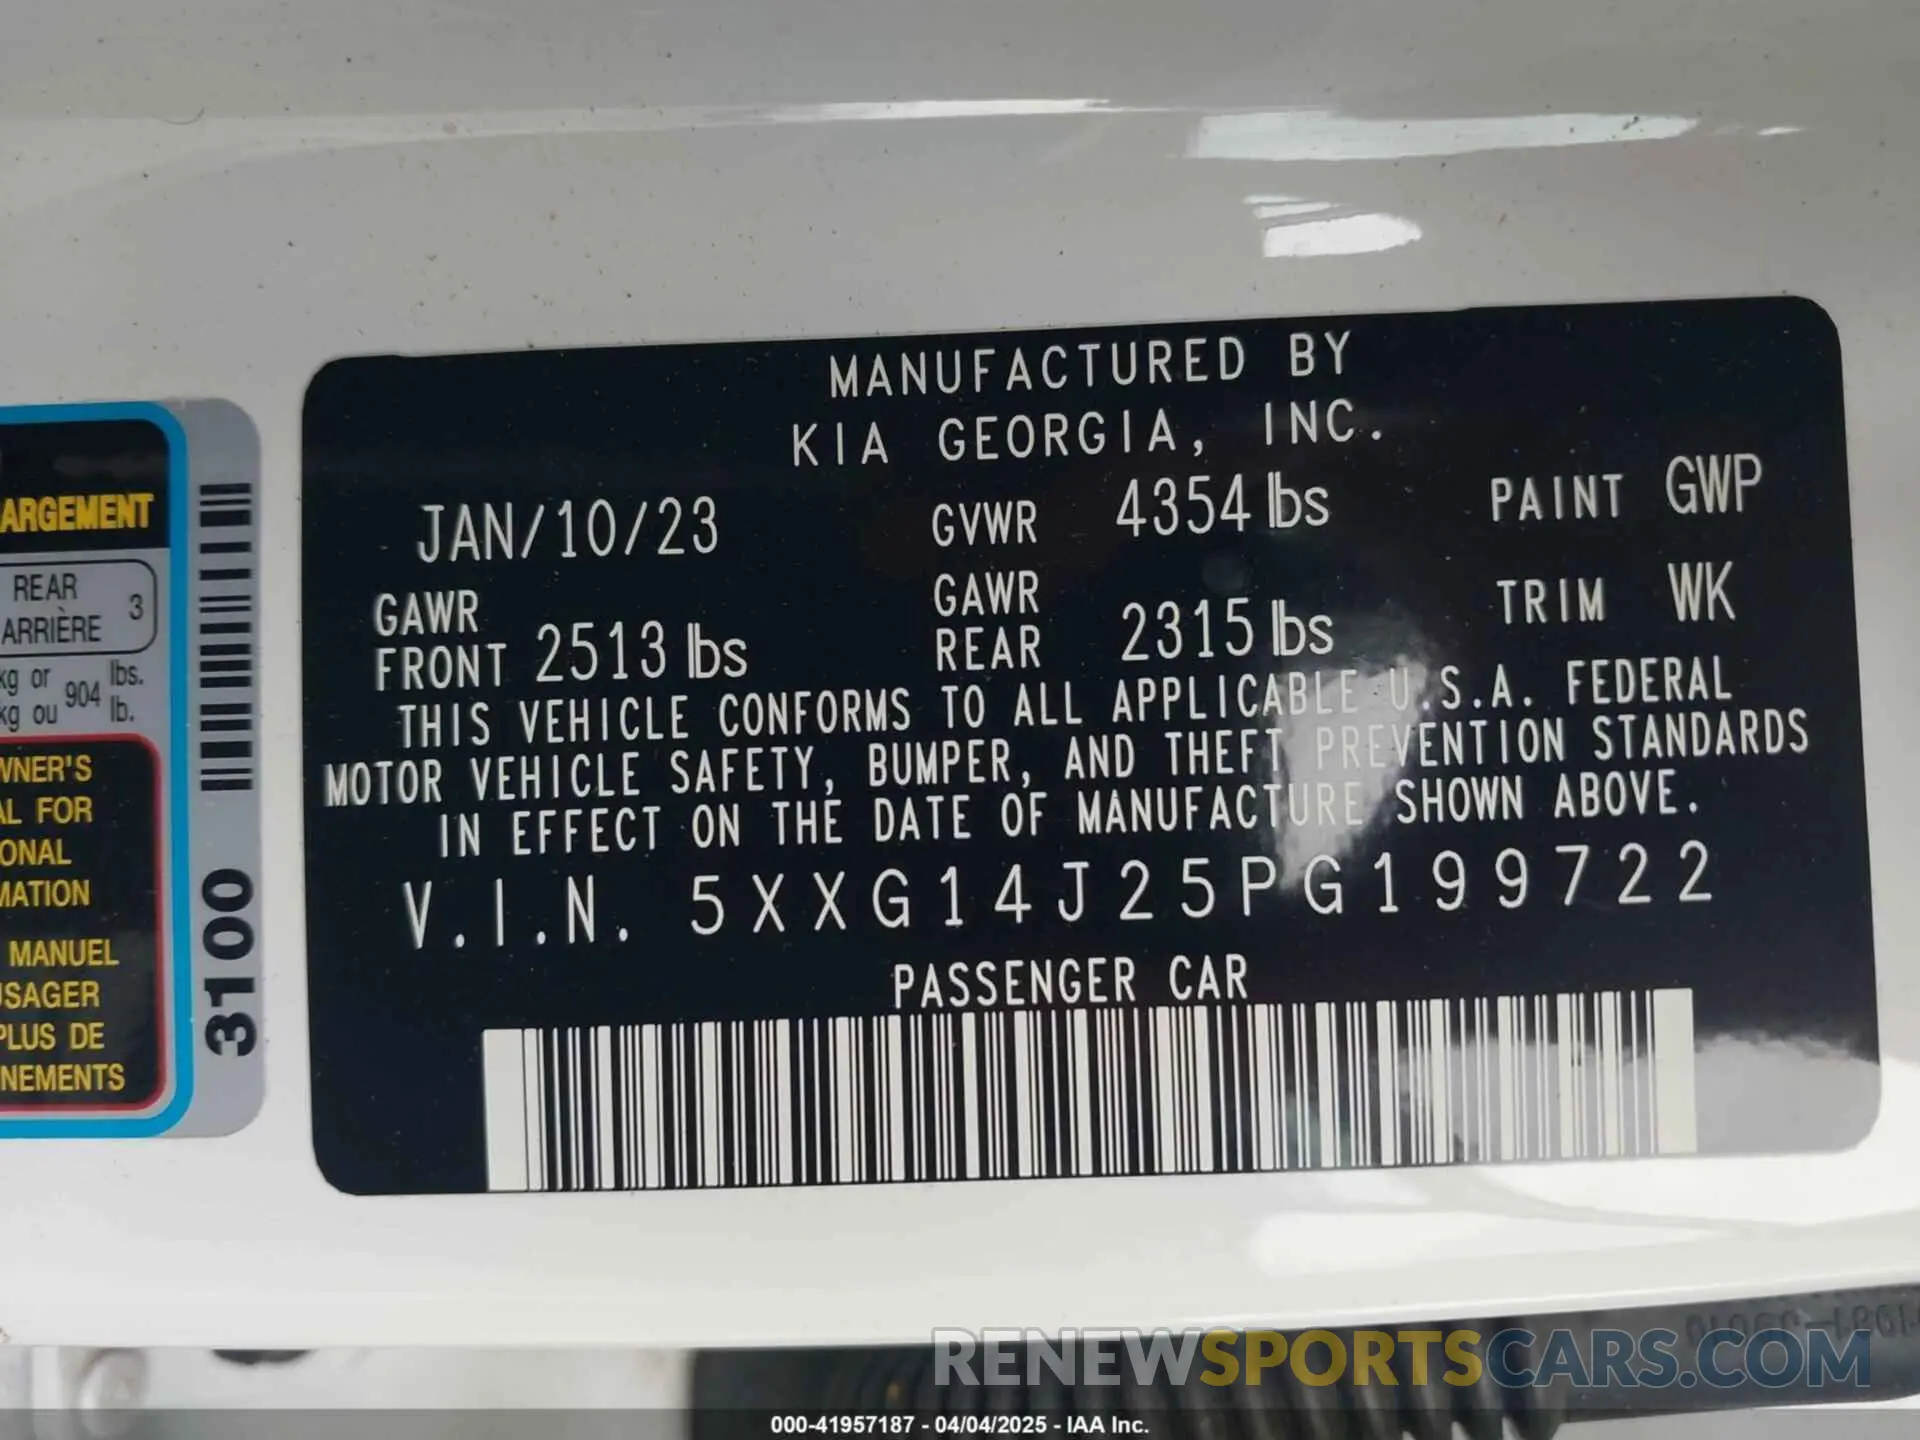 ARGEMENT
REAR
ARRIÈRE 3
kg or 904 lbs.
kg ou lb.
WNER'S
AL FOR
ONAL
MATION
MANUEL
USAGER
PLUS DE
NEMENTS
3100
MANUFACTURED BY
KIA GEORGIA, INC.
JAN/10/23 GVWR 4354 lbs PAINT GWP
GAWR FRONT 2513 lbs GAWR REAR 2315 lbs TRIM WK
THIS VEHICLE CONFORMS TO ALL APPLICABLE U.S.A. FEDERAL
MOTOR VEHICLE SAFETY, BUMPER, AND THEFT PREVENTION STANDARDS
IN EFFECT ON THE DATE OF MANUFACTURE SHOWN ABOVE.
V.I.N. 5XXG14J25PG199722
PASSENGER CAR
RENEWSPORTSCARS.COM
000-41957187 - 04/04/2025 - IAA Inc.